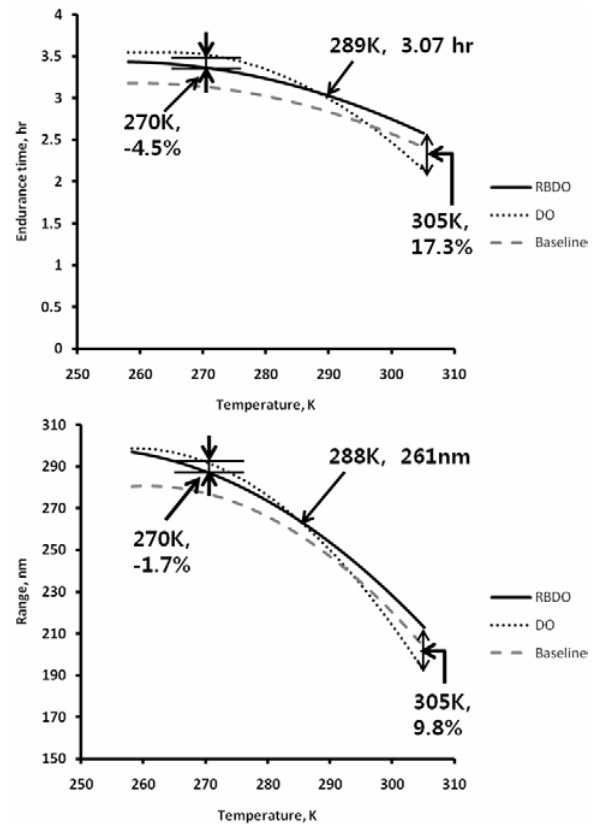 4
3.5
3
2.5
2
1.5
1
0.5
0
Endurance time, hr
250 260 270 280 290 300 310
Temperature, K
289K, 3.07 hr
270K,
-4.5%
305K,
17.3%
RBDO
DO
Baseline
310
290
270
250
230
210
190
170
150
Range, nm
250 260 270 280 290 300 310
Temperature, K
288K, 261nm
270K,
-1.7%
305K,
9.8%
RBDO
DO
Baseline